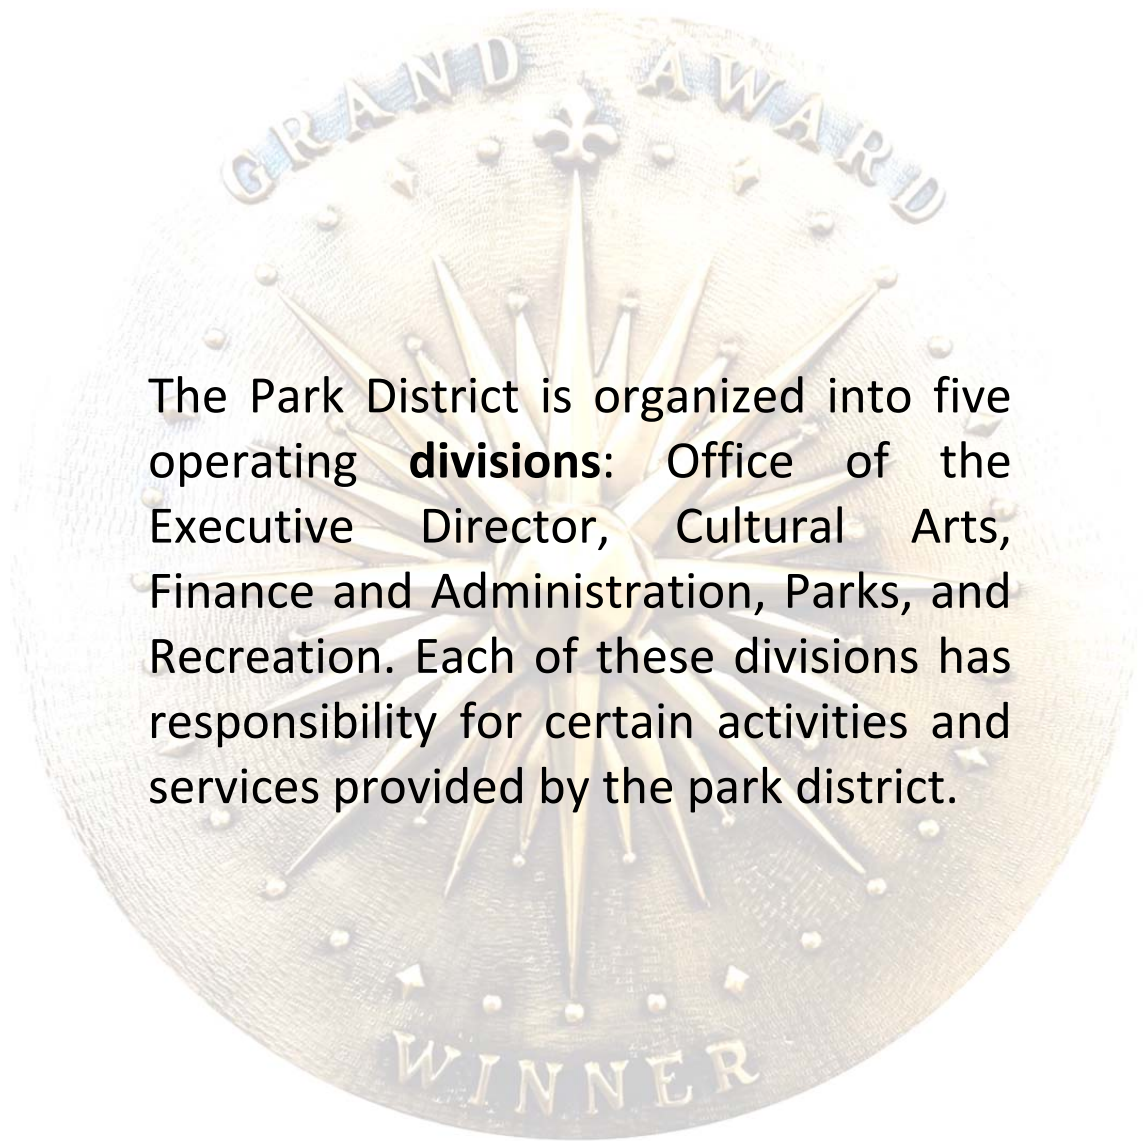 GRAND AWARD
The Park District is organized into five
operating divisions: Office of the
Executive Director, Cultural Arts,
Finance and Administration, Parks, and
Recreation. Each of these divisions has
responsibility for certain activities and
services provided by the park district.
WINNER